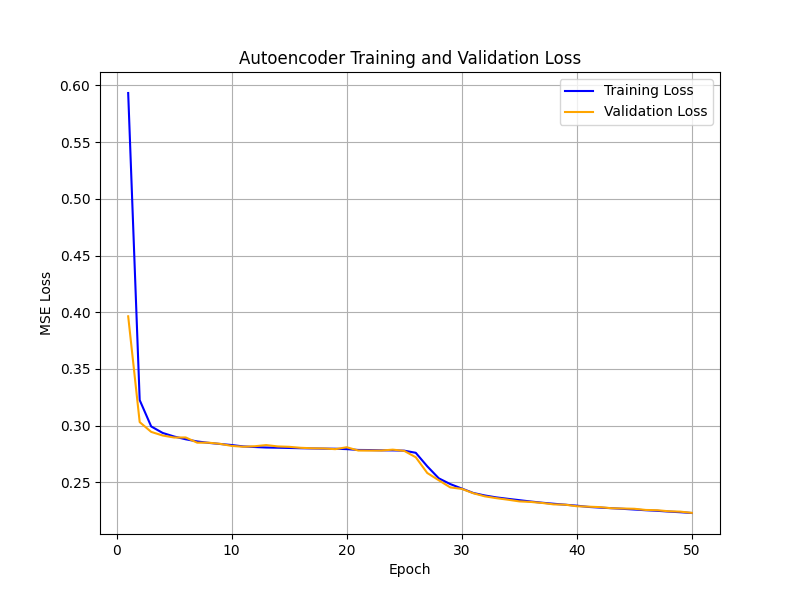 Autoencoder Training and Validation Loss
Training Loss
Validation Loss
MSE Loss
0.60
0.55
0.50
0.45
0.40
0.35
0.30
0.25
0 10 20 30 40 50
Epoch